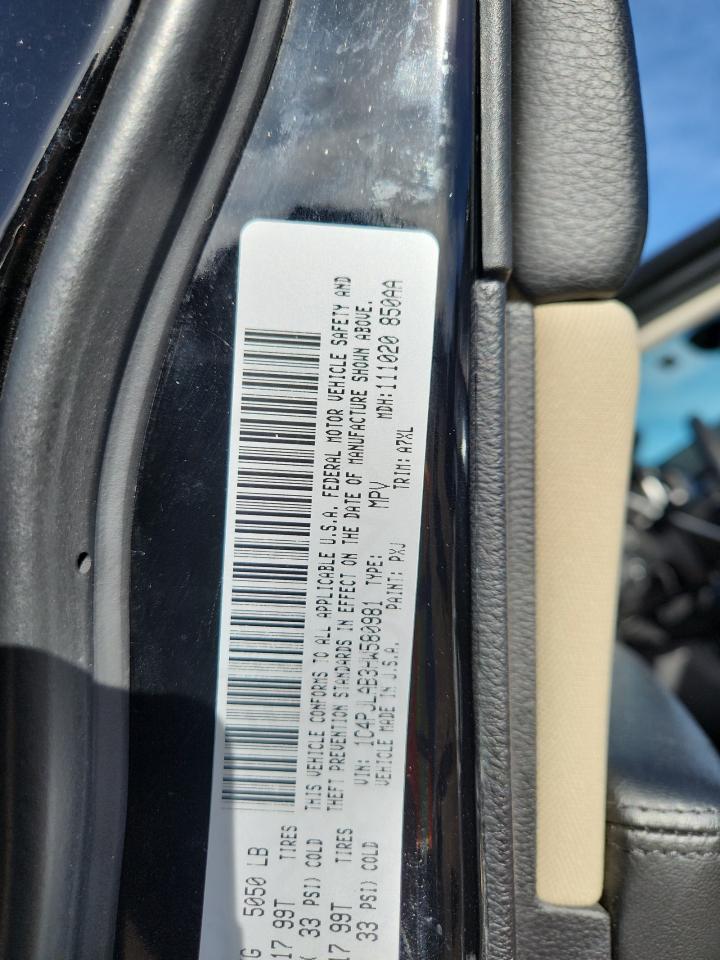 5050 LB
17 99T TIRES
33 PSI) COLD
17 99T TIRES
33 PSI) COLD
THIS VEHICLE CONFORMS TO ALL APPLICABLE U.S.A. FEDERAL MOTOR VEHICLE SAFETY AND
THEFT PREVENTION STANDARDS IN EFFECT ON THE DATE OF MANUFACTURE SHOWN ABOVE.
VIN: 1C4PJLAB3-W580981 TYPE: MPV MDH:111020 850AA
VEHICLE MADE IN U.S.A. PAINT: PXJ TRIM: A7XL